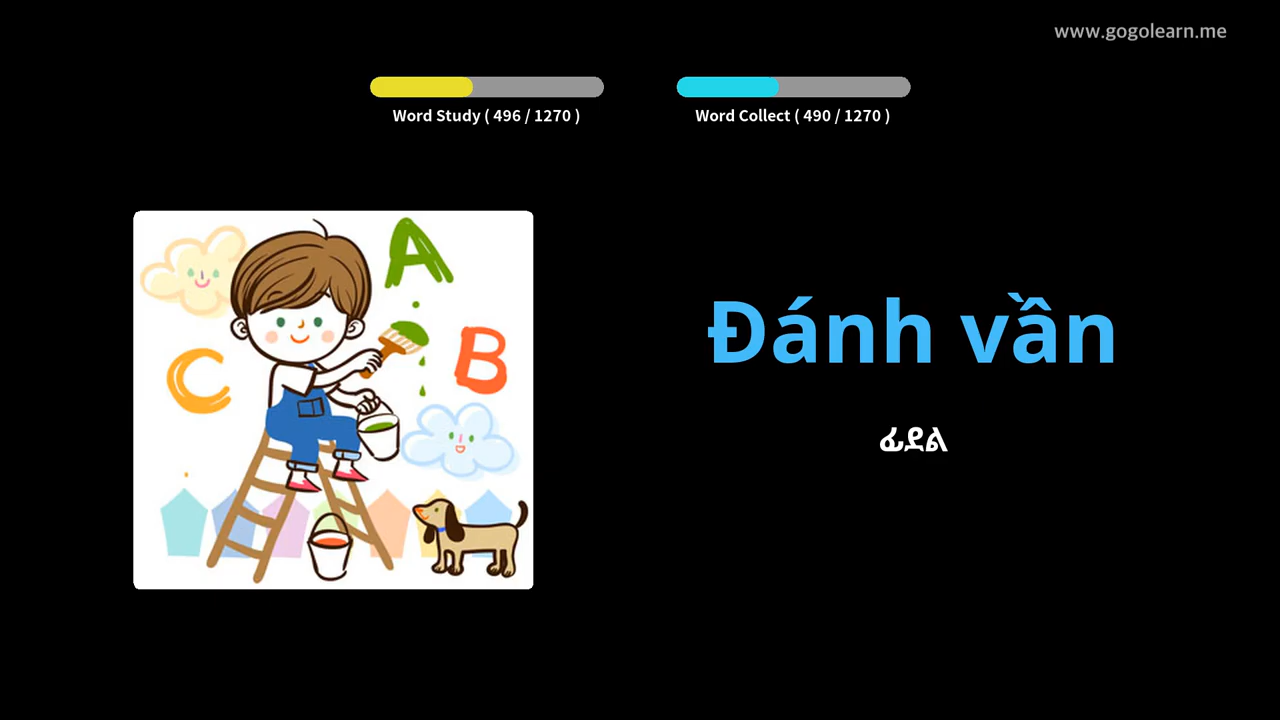 www.gogolearn.me
Word Study ( 496 / 1270 )
Word Collect ( 490 / 1270 )
A
B
C
Đánh vần
ፊደል